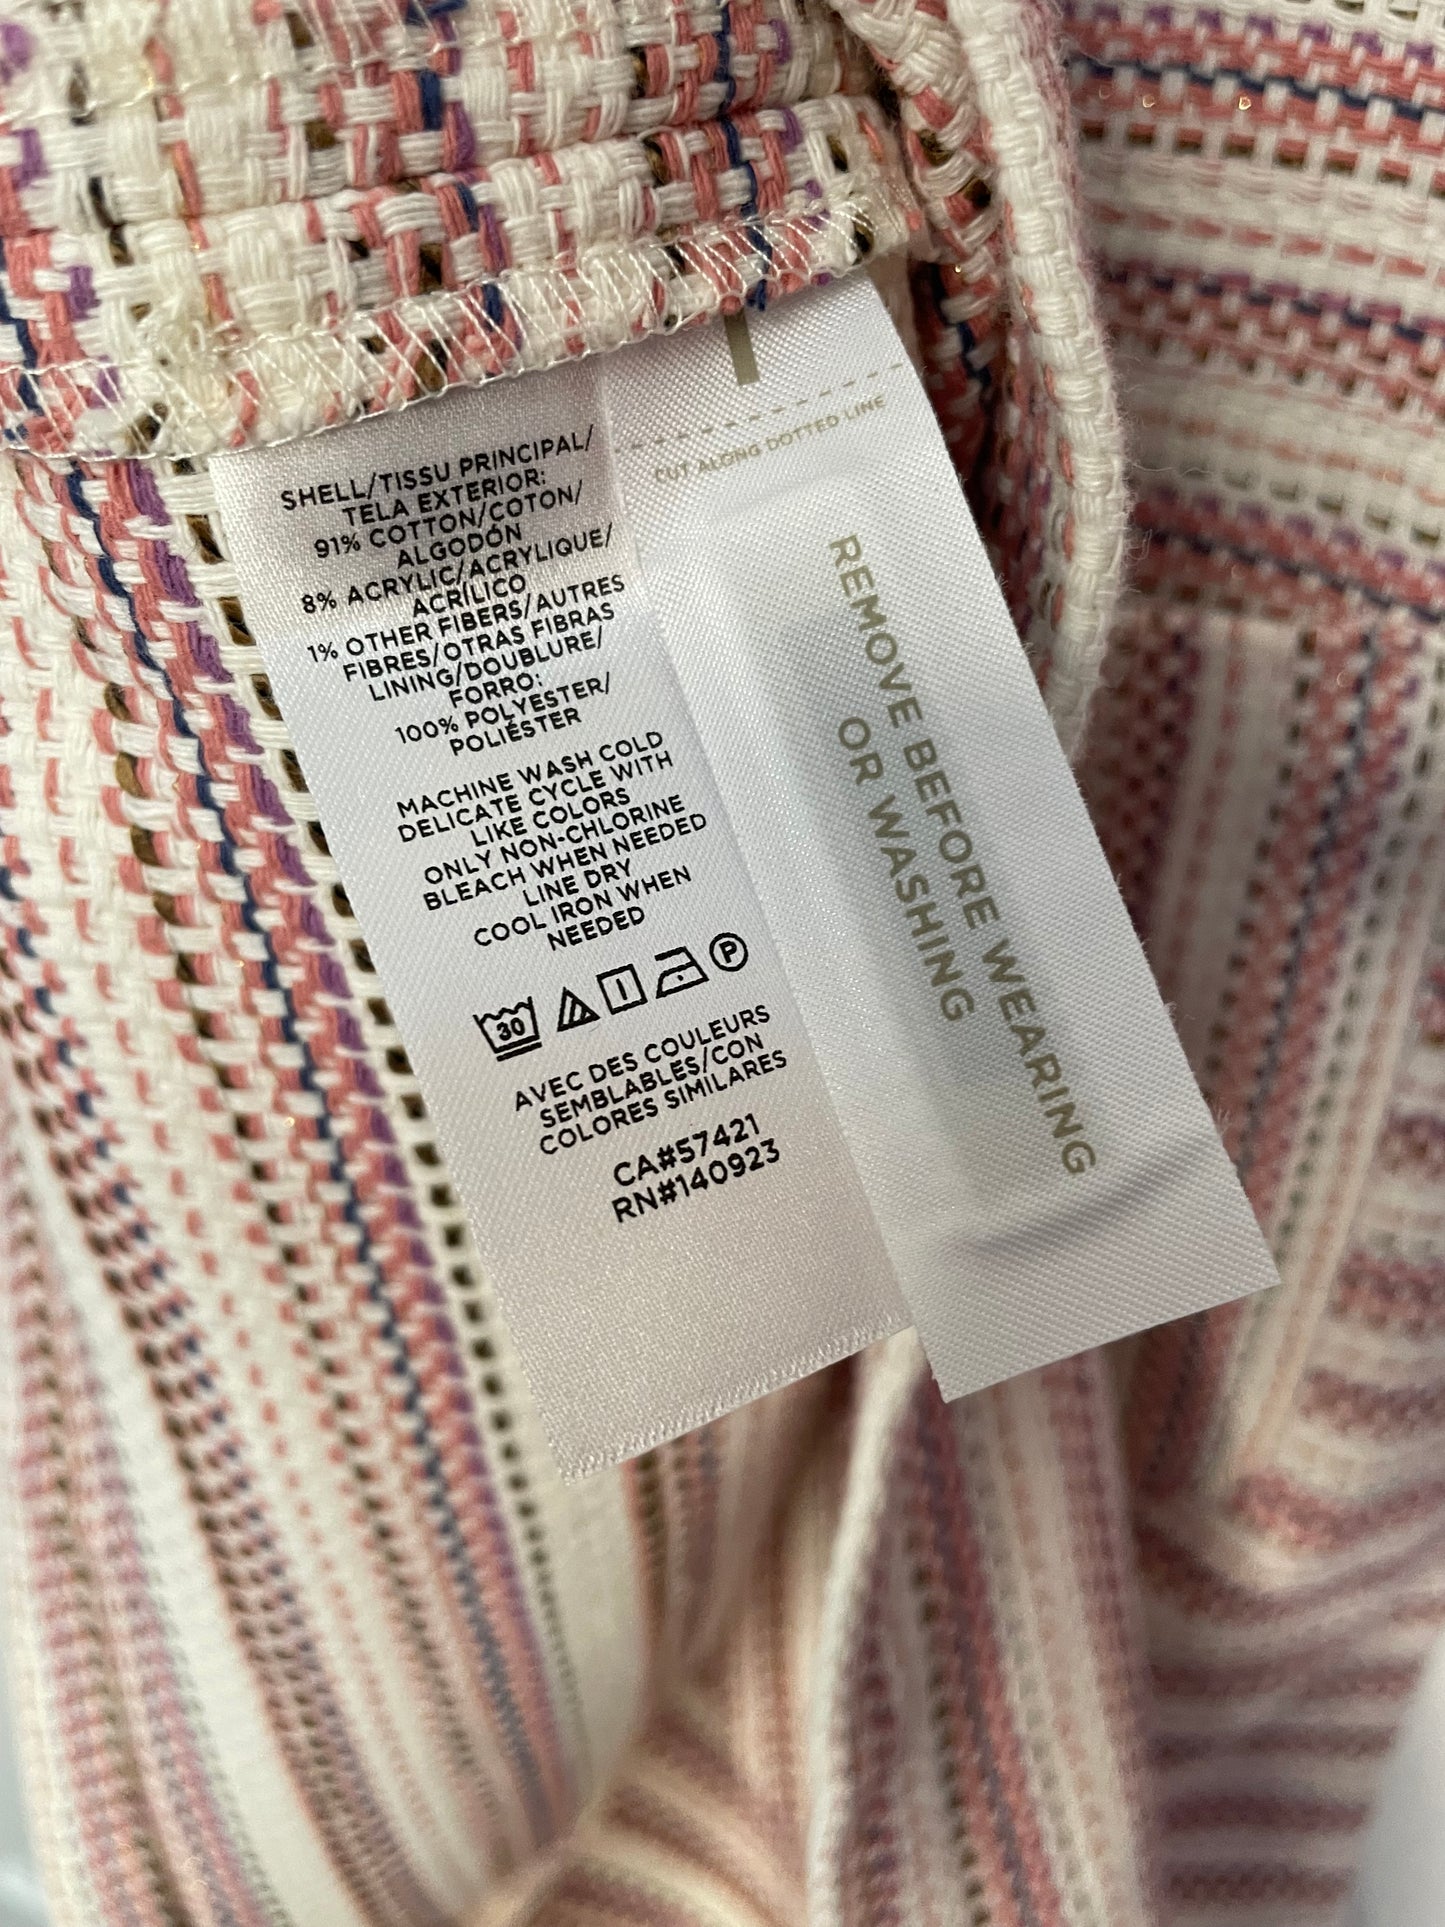 SHELL/TISSU PRINCIPAL/
TELA EXTERIOR:
91% COTTON/COTON/
ALGODÓN
8% ACRYLIC/ACRYLIQUE/
ACRÍLICO
1% OTHER FIBERS/AUTRES
FIBRES/OTRAS FIBRAS
LINING/DOUBLURE/
FORRO:
100% POLYESTER/
POLIÉSTER
MACHINE WASH COLD
DELICATE CYCLE WITH
LIKE COLORS
ONLY NON-CHLORINE
BLEACH WHEN NEEDED
LINE DRY
COOL IRON WHEN
NEEDED
30 P
AVEC DES COULEURS
SEMBLABLES/CON
COLORES SIMILARES
CA#57421
RN#140923
CUT ALONG DOTTED LINE
REMOVE BEFORE WEARING
OR WASHING